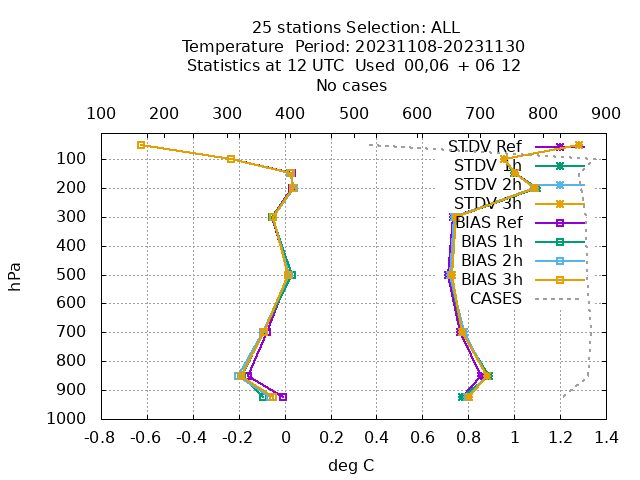 25 stations Selection: ALL
Temperature  Period: 20231108-20231130
Statistics at 12 UTC  Used  00,06  + 06 12
No cases
100 200 300 400 500 600 700 800 900
STDV Ref
STDV 1h
STDV 2h
STDV 3h
BIAS Ref
BIAS 1h
BIAS 2h
BIAS 3h
CASES
100
200
300
400
500
600
700
800
900
1000
hPa
-0.8 -0.6 -0.4 -0.2 0 0.2 0.4 0.6 0.8 1 1.2 1.4
deg C